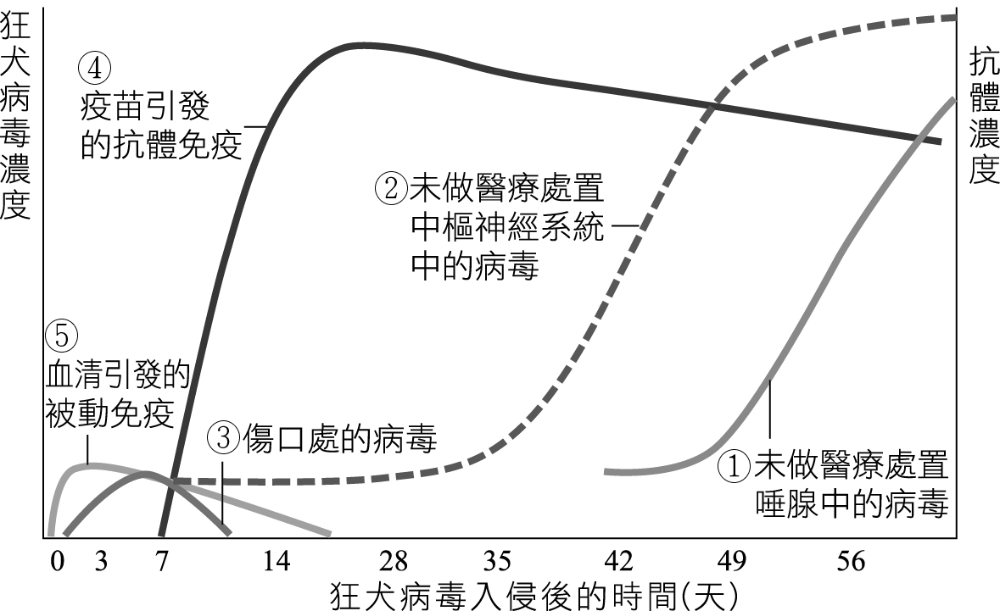 狂犬病毒濃度
抗體濃度
④
疫苗引發
的抗體免疫
②未做醫療處置
中樞神經系統
中的病毒
⑤
血清引發的
被動免疫
③傷口處的病毒
①未做醫療處置
唾腺中的病毒
0 3 7 14 28 35 42 49 56
狂犬病毒入侵後的時間(天)